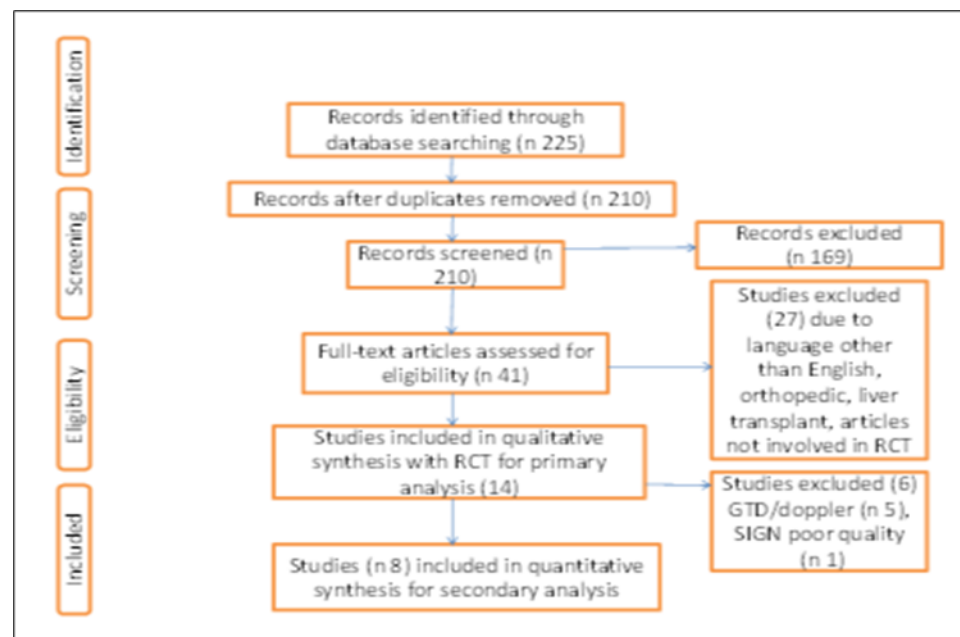 Identification
Records identified through
database searching (n 225)
Screening
Records after duplicates removed (n 210)
Records screened (n
210)
Records excluded
(n 169)
Eligibility
Full-text articles assessed for
eligibility (n 41)
Studies excluded
(27) due to
language other
than English,
orthopedic, liver
transplant, articles
not involved in RCT
Studies included in qualitative
synthesis with RCT for primary
analysis (14)
Included
Studies excluded (6)
GTD/doppler (n 5),
SIGN poor quality
(n 1)
Studies (n 8) included in quantitative
synthesis for secondary analysis